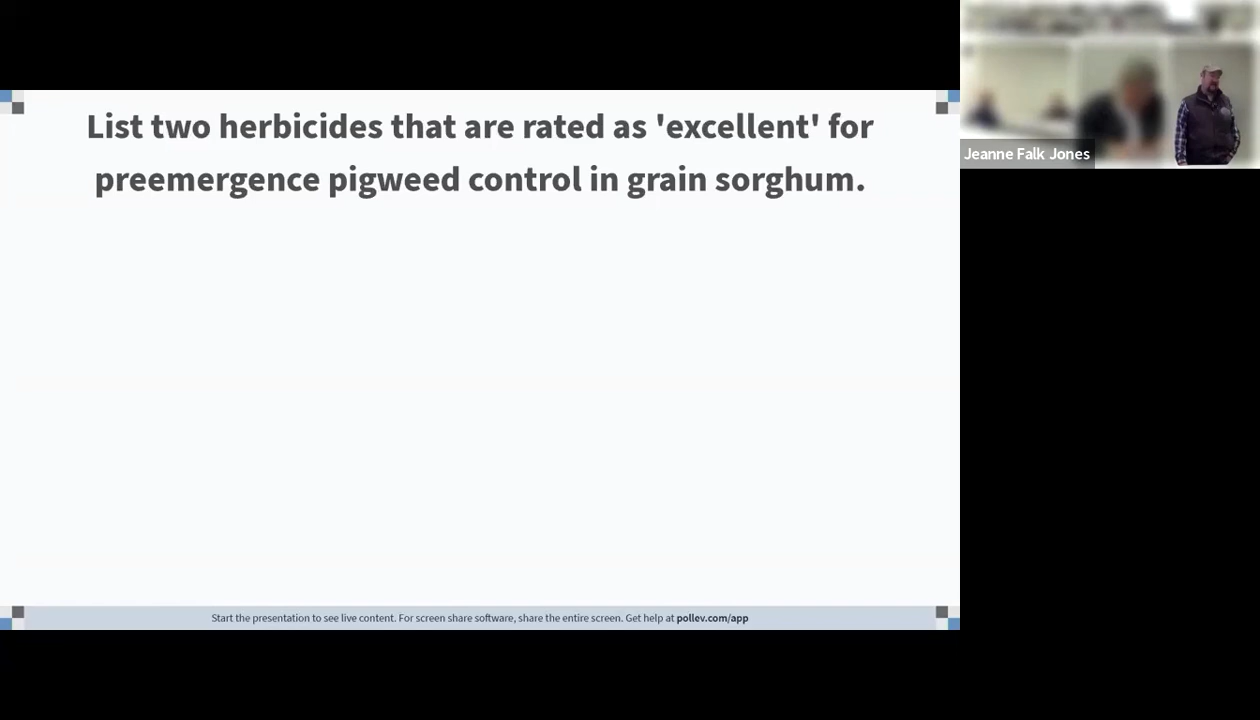 List two herbicides that are rated as 'excellent' for
preemergence pigweed control in grain sorghum.
Jeanne Falk Jones
Start the presentation to see live content. For screen share software, share the entire screen. Get help at pollev.com/app